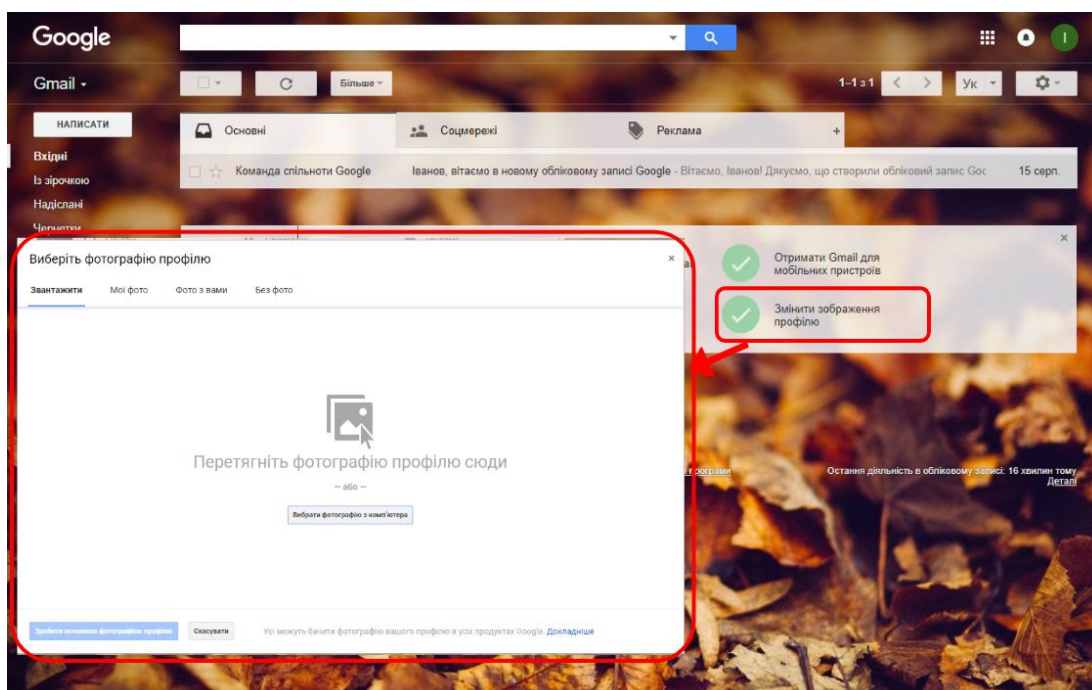 Google
I
Gmail
Більше
1–1 з 1
Ук
НАПИСАТИ
Основні
Соцмережі
Реклама
+
Вхідні
Із зірочкою
Надіслані
Чернетки
Команда спільноти Google
Іванов, вітаємо в новому обліковому записі Google - Вітаємо, Іванов! Дякуємо, що створили обліковий запис Goc
15 серп.
Виберіть фотографію профілю
×
Звантажити
Мої фото
Фото з вами
Без фото
Перетягніть фотографію профілю сюди
– або –
Вибрати фотографію з комп'ютера
Зробити основною фотографією профілю
Скасувати
Усі можуть бачити фотографію вашого профілю в усіх продуктах Google. Докладніше
×
Отримати Gmail для
мобільних пристроїв
Змінити зображення
профілю
програми
Остання діяльність в обліковому записі: 16 хвилин тому
Деталі